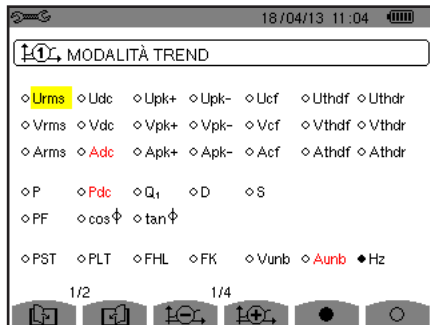 18/04/13 11:04
1 MODALITÀ TREND
Urms Udc Upk+ Upk- Ucf Uthdf Uthdr
Vrms Vdc Vpk+ Vpk- Vcf Vthdf Vthdr
Arms Adc Apk+ Apk- Acf Athdf Athdr
P Pdc Q₁ D S
PF cosϕ tanϕ
PST PLT FHL FK Vunb Aunb Hz
1/2 1/4